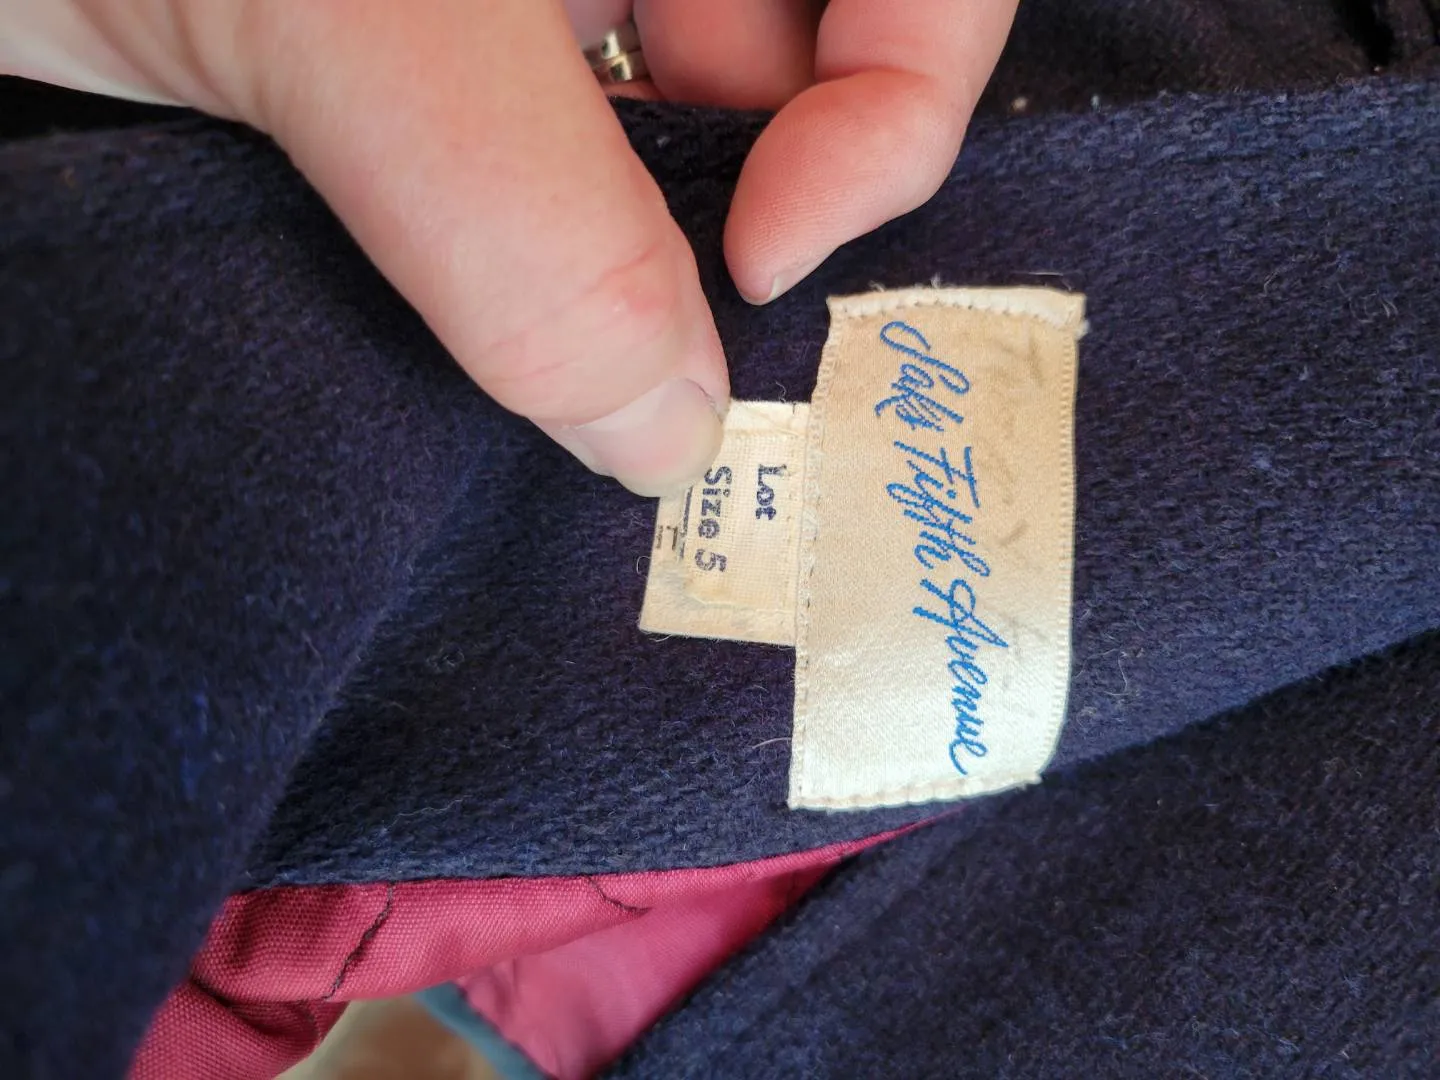 Saks Fifth Avenue
Lot
Size 5